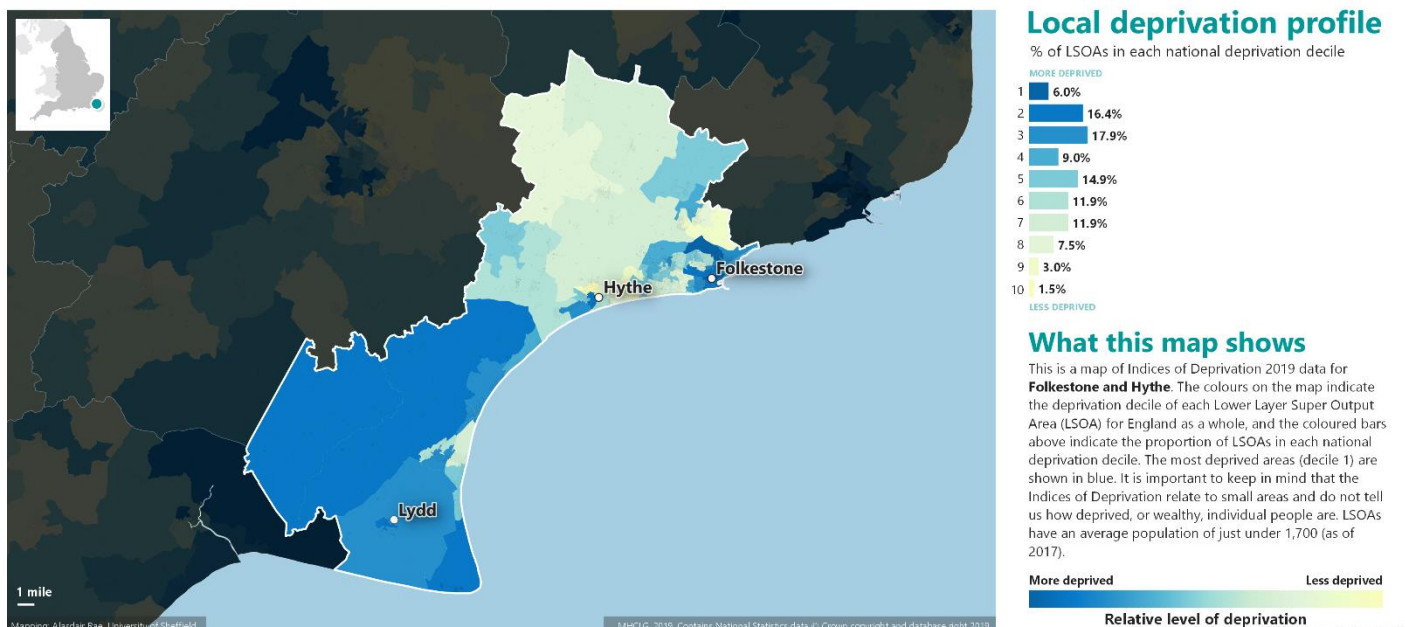 Local deprivation profile
% of LSOAs in each national deprivation decile
MORE DEPRIVED
1 6.0%
2 16.4%
3 17.9%
4 9.0%
5 14.9%
6 11.9%
7 11.9%
8 7.5%
9 3.0%
10 1.5%
LESS DEPRIVED
What this map shows
This is a map of Indices of Deprivation 2019 data for
Folkestone and Hythe. The colours on the map indicate
the deprivation decile of each Lower Layer Super Output
Area (LSOA) for England as a whole, and the coloured bars
above indicate the proportion of LSOAs in each national
deprivation decile. The most deprived areas (decile 1) are
shown in blue. It is important to keep in mind that the
Indices of Deprivation relate to small areas and do not tell
us how deprived, or wealthy, individual people are. LSOAs
have an average population of just under 1,700 (as of
2017).
More deprived Less deprived
Relative level of deprivation
Folkestone
Hythe
Lydd
1 mile
Mapping: Alasdair Rae, University of Sheffield
MHCLG, 2019. Contains National Statistics data © Crown copyright and database right 2019